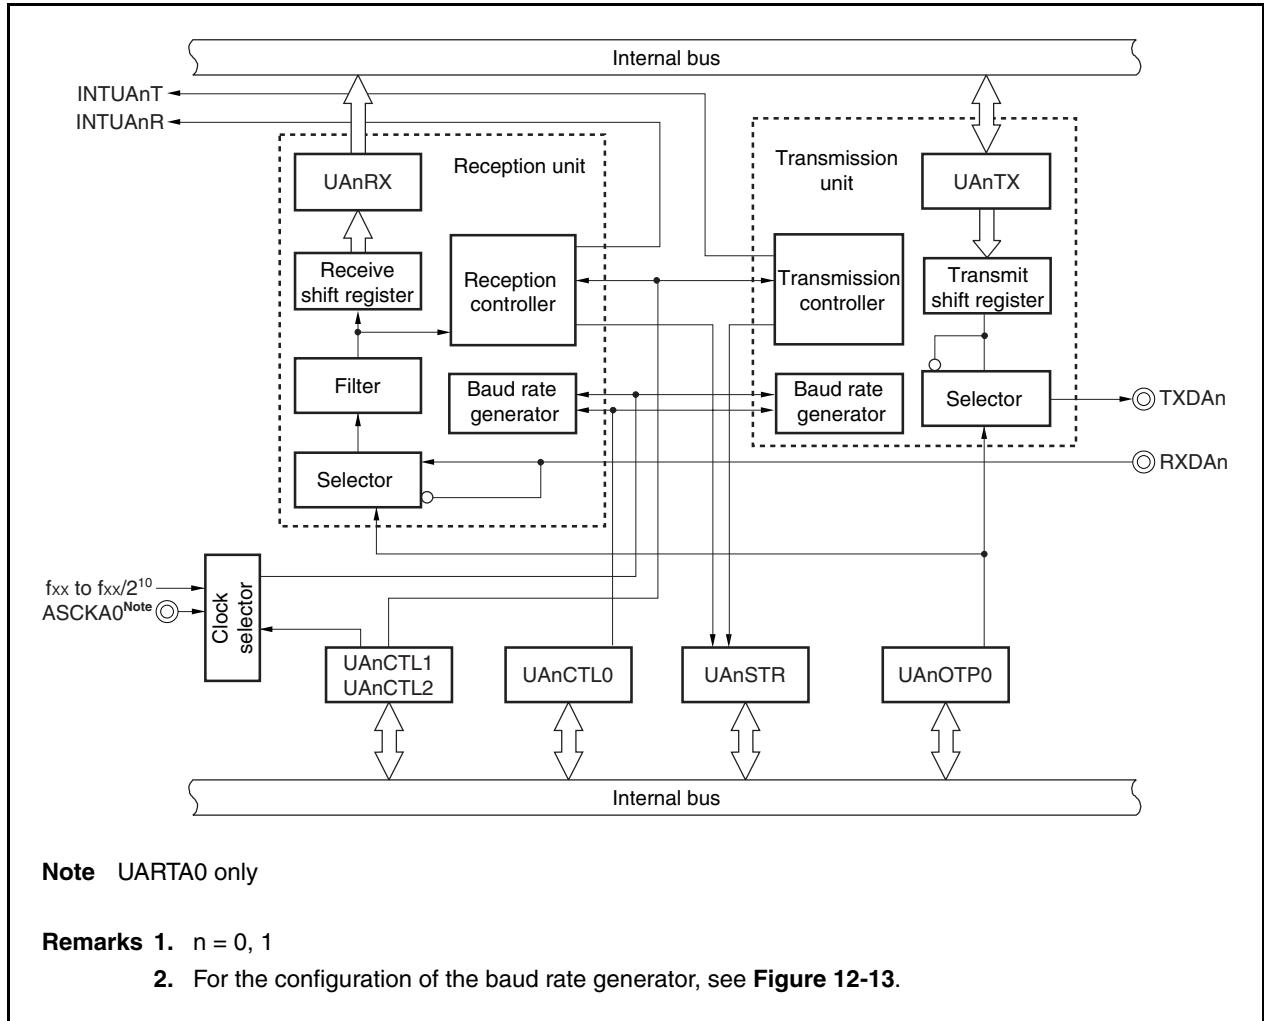 Internal bus
INTUAnT
INTUAnR
Reception unit
Transmission
unit
UAnRX
UAnTX
Receive
shift register
Reception
controller
Transmission
controller
Transmit
shift register
Filter
Baud rate
generator
Baud rate
generator
Selector
TXDAn
Selector
RXDAn
fxx to fxx/2¹⁰
ASCKA0Note
Clock
selector
UAnCTL1
UAnCTL2
UAnCTL0
UAnSTR
UAnOTP0
Internal bus
Note UARTA0 only
Remarks 1. n = 0, 1
2. For the configuration of the baud rate generator, see Figure 12-13.